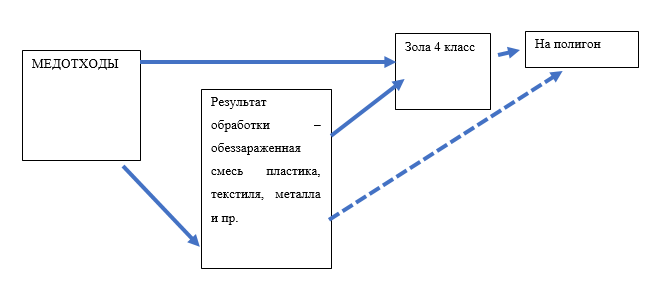 МЕДОТХОДЫ
Результат
обработки –
обеззараженная
смесь пластика,
текстиля, металла
и пр.
Зола 4 класс
На полигон